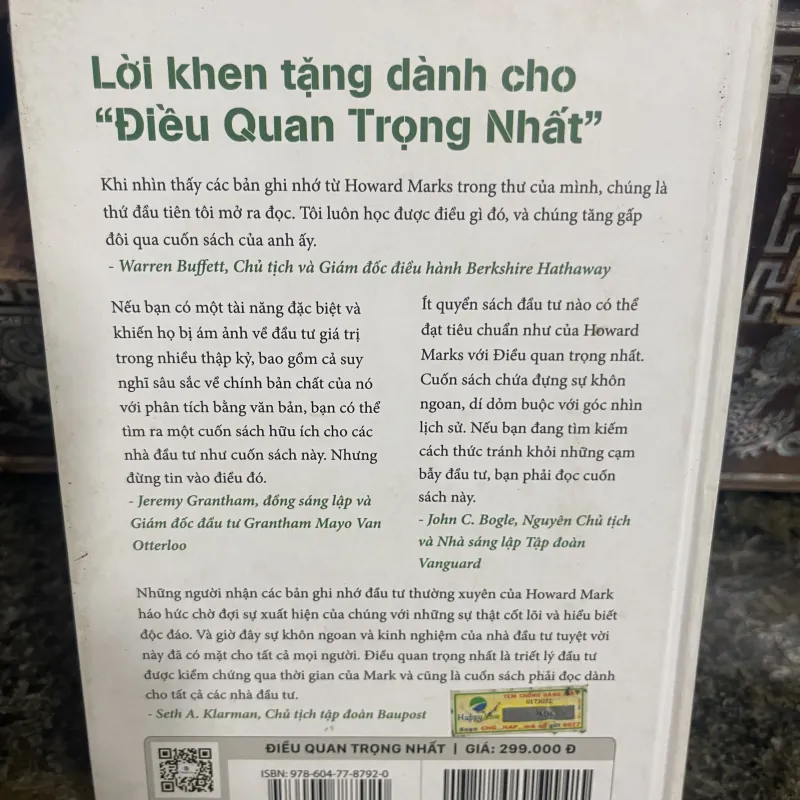 Lời khen tặng dành cho
“Điều Quan Trọng Nhất”
Khi nhìn thấy các bản ghi nhớ từ Howard Marks trong thư của mình, chúng là
thứ đầu tiên tôi mở ra đọc. Tôi luôn học được điều gì đó, và chúng tăng gấp
đôi qua cuốn sách của anh ấy.
- Warren Buffett, Chủ tịch và Giám đốc điều hành Berkshire Hathaway
Nếu bạn có một tài năng đặc biệt và
khiến họ bị ám ảnh về đầu tư giá trị
trong nhiều thập kỷ, bao gồm cả suy
nghĩ sâu sắc về chính bản chất của nó
với phân tích bằng văn bản, bạn có thể
tìm ra một cuốn sách hữu ích cho các
nhà đầu tư như cuốn sách này. Nhưng
đừng tin vào điều đó.
- Jeremy Grantham, đồng sáng lập và
Giám đốc đầu tư Grantham Mayo Van
Otterloo
Ít quyển sách đầu tư nào có thể
đạt tiêu chuẩn như của Howard
Marks với Điều quan trọng nhất.
Cuốn sách chứa đựng sự khôn
ngoan, dí dỏm buộc với góc nhìn
lịch sử. Nếu bạn đang tìm kiếm
cách thức tránh khỏi những cạm
bẫy đầu tư, bạn phải đọc cuốn
sách này.
- John C. Bogle, Nguyên Chủ tịch
và Nhà sáng lập Tập đoàn
Vanguard
Những người nhận các bản ghi nhớ đầu tư thường xuyên của Howard Mark
háo hức chờ đợi sự xuất hiện của chúng với những sự thật cốt lõi và hiểu biết
độc đáo. Và giờ đây sự khôn ngoan và kinh nghiệm của nhà đầu tư tuyệt vời
này đã có mặt cho tất cả mọi người. Điều quan trọng nhất là triết lý đầu tư
được kiểm chứng qua thời gian của Mark và cũng là cuốn sách phải đọc dành
cho tất cả các nhà đầu tư.
- Seth A. Klarman, Chủ tịch tập đoàn Baupost
TEM CHỐNG HÀNG
Happy
ĐIỀU QUAN TRỌNG NHẤT | GIÁ: 299.000 Đ
ISBN: 978-604-77-8792-0